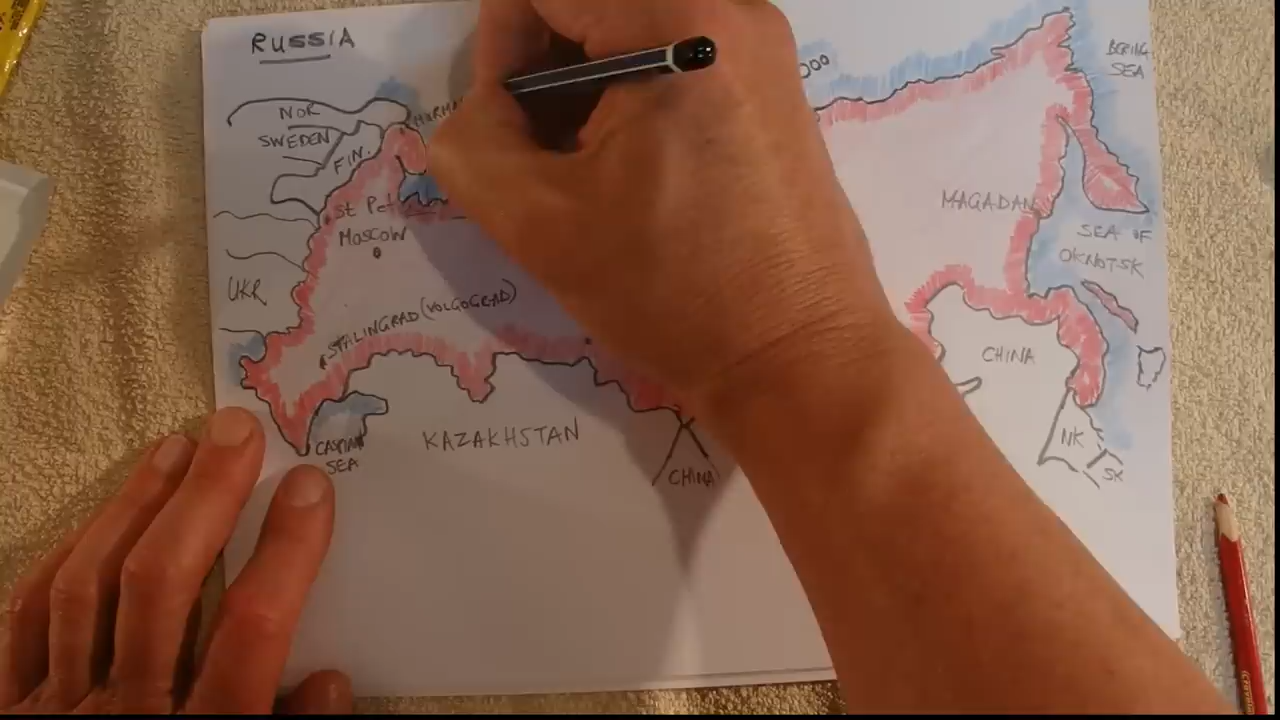 RUSSIA
NOR
SWEDEN
FIN.
St Pet
MOSCOW
UKR
STALINGRAD (VOLGOGRAD)
CASPIAN
SEA
KAZAKHSTAN
CHINA
BERING
SEA
MAGADAN
SEA OF
OKHOTSK
CHINA
NK
SK